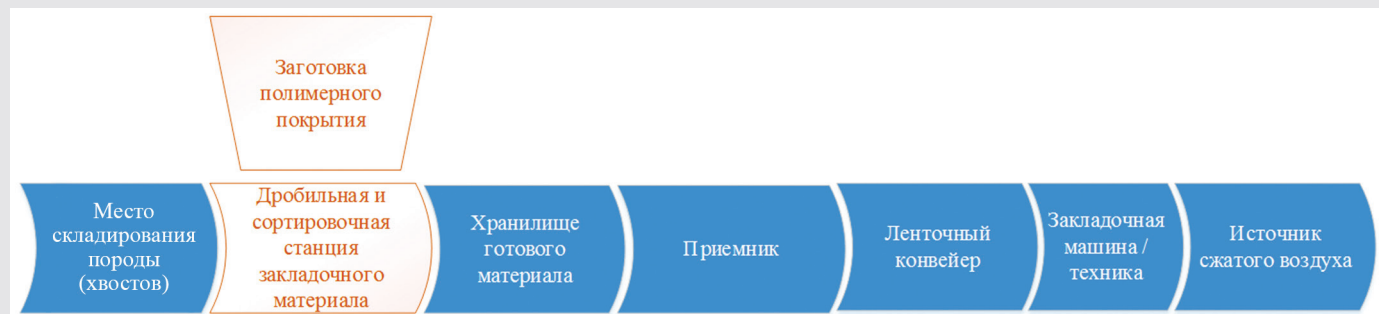 Заготовка
полимерного
покрытия
Место
складирования
породы
(хвостов)
Дробильная и
сортировочная
станция
закладочного
материала
Хранилище
готового
материала
Приемник
Ленточный
конвейер
Закладочная
машина /
техника
Источник
сжатого воздуха